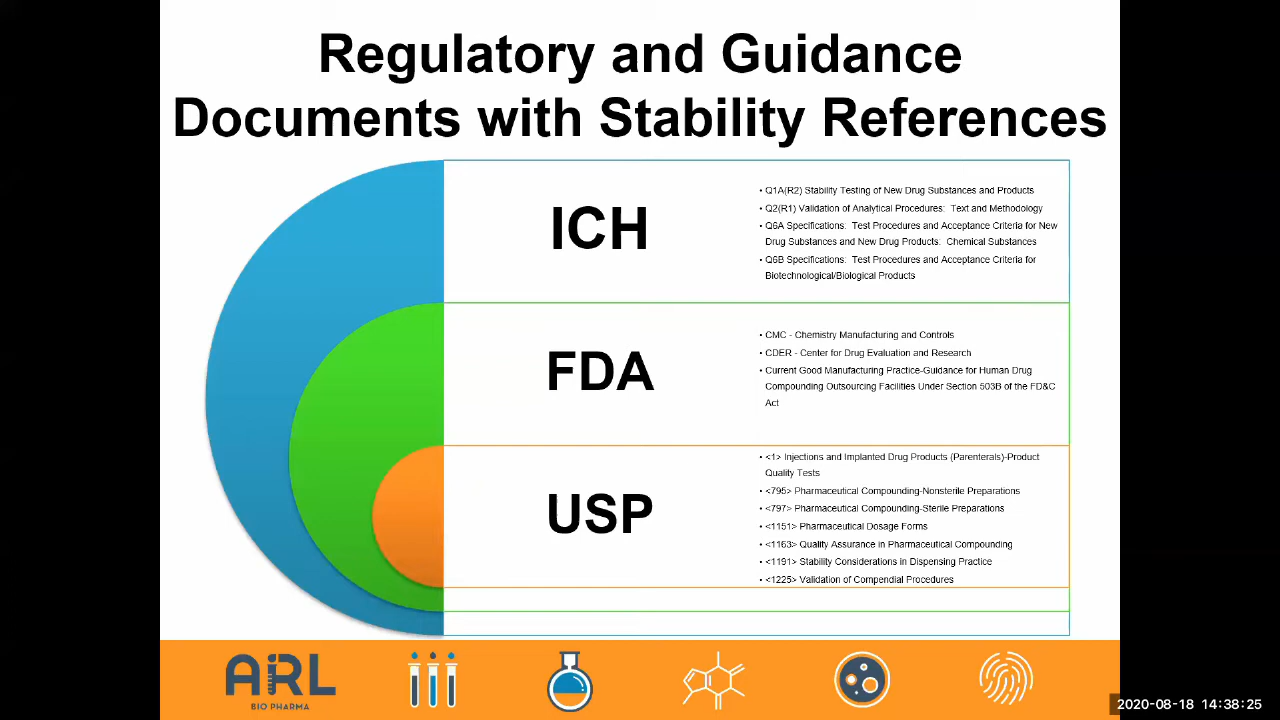 Regulatory and Guidance
Documents with Stability References
ICH
• Q1A(R2) Stability Testing of New Drug Substances and Products
• Q2(R1) Validation of Analytical Procedures:  Text and Methodology
• Q6A Specifications:  Test Procedures and Acceptance Criteria for New
Drug Substances and New Drug Products:  Chemical Substances
• Q6B Specifications:  Test Procedures and Acceptance Criteria for
Biotechnological/Biological Products
FDA
• CMC - Chemistry Manufacturing and Controls
• CDER - Center for Drug Evaluation and Research
• Current Good Manufacturing Practice-Guidance for Human Drug
Compounding Outsourcing Facilities Under Section 503B of the FD&C
Act
USP
• <1> Injections and Implanted Drug Products (Parenterals)-Product
Quality Tests
• <795> Pharmaceutical Compounding-Nonsterile Preparations
• <797> Pharmaceutical Compounding-Sterile Preparations
• <1151> Pharmaceutical Dosage Forms
• <1163> Quality Assurance in Pharmaceutical Compounding
• <1191> Stability Considerations in Dispensing Practice
• <1225> Validation of Compendial Procedures
ARL
BIO PHARMA
2020-08-18 14:38:25